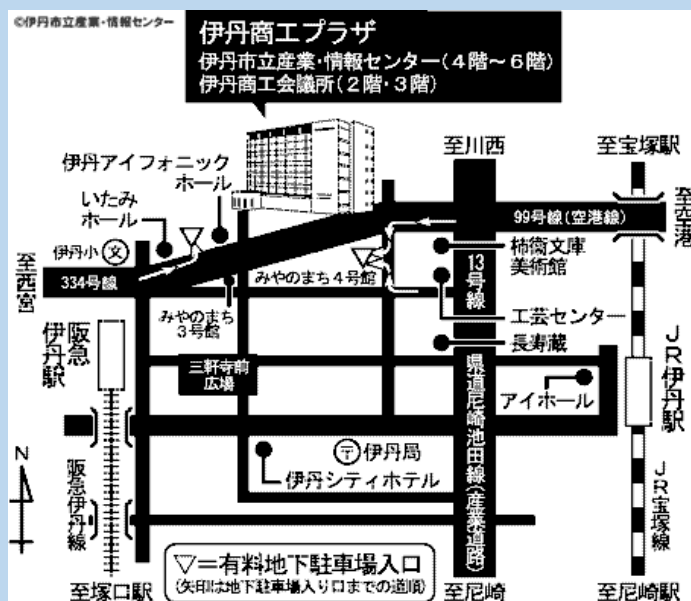 ©伊丹市立産業・情報センター
伊丹商工プラザ
伊丹市立産業・情報センター(4階～6階)
伊丹商工会議所(2階・3階)
至川西
至宝塚駅
伊丹アイフォニック
ホール
いたみ
ホール
至空港
99号線(空港線)
伊丹小
文
至西宮
334号線
みやのまち4号館
みやのまち
3号館
13号線
柿衞文庫
美術館
工芸センター
長寿蔵
阪急
伊丹駅
三軒寺前
広場
県道尼崎池田線(産業道路)
アイホール
JR伊丹駅
N
〒伊丹局
伊丹シティホテル
阪急伊丹線
JR宝塚線
▽=有料地下駐車場入口
(矢印は地下駐車場入り口までの道順)
至塚口駅
至尼崎
至尼崎駅